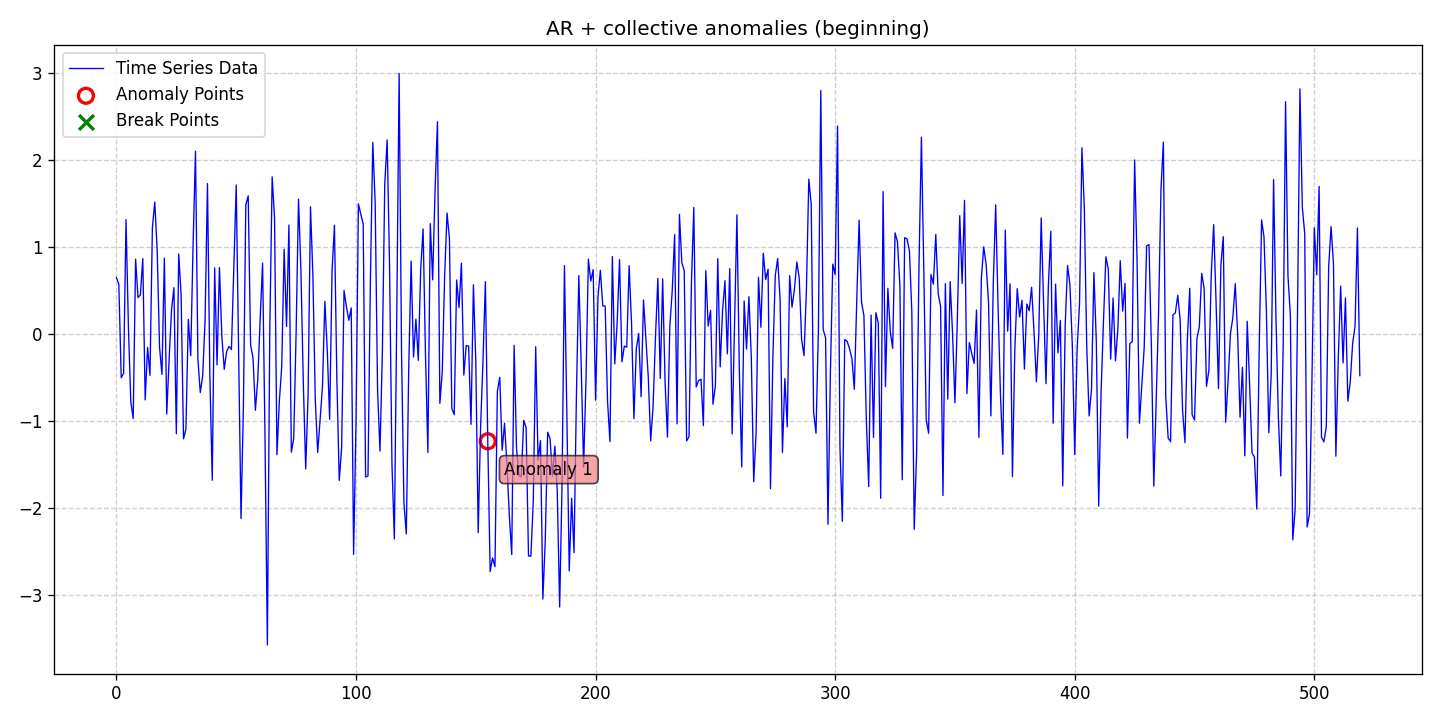 AR + collective anomalies (beginning)
Time Series Data
Anomaly Points
Break Points
3
2
1
0
−1
−2
−3
Anomaly 1
0 100 200 300 400 500